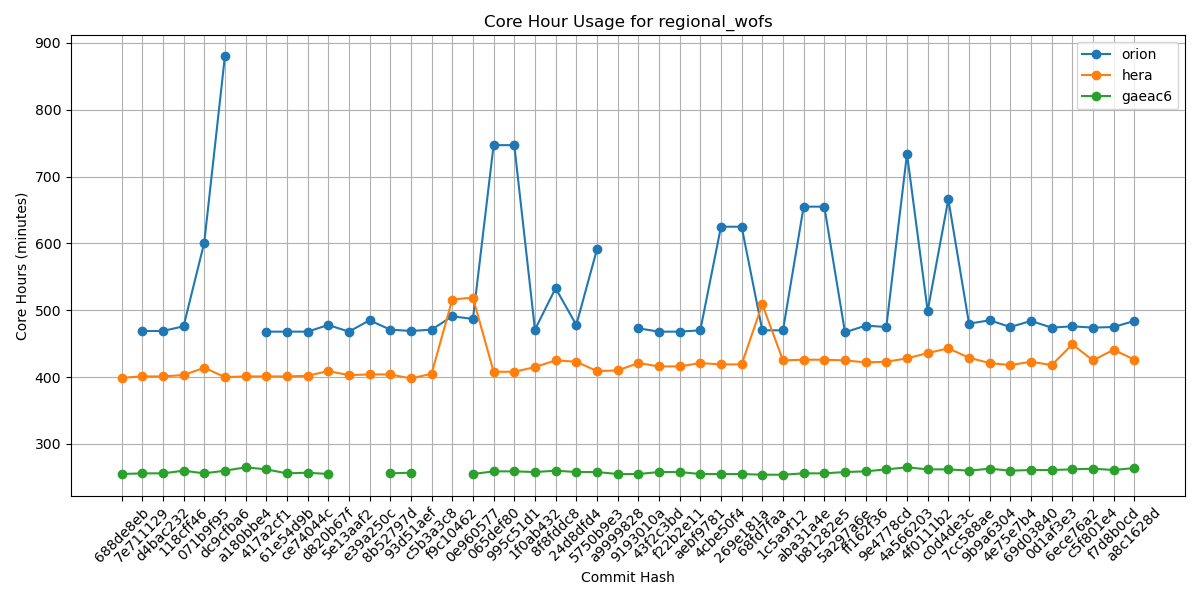 Core Hour Usage for regional_wofs
Core Hours (minutes)
900
800
700
600
500
400
300
orion
hera
gaeac6
688de8eb
7e711129
d4bac232
118cff46
071b9f95
dc9cfba6
a180bbe4
417a2cf1
61e54d9b
ce74044c
d820b67f
5e13aaf2
e39a250c
8b52797d
93d51aef
c5b3a3c8
f9c10462
0e960577
065def80
995c51d1
1f0ab432
8f8fddc8
24d8dfd4
5750b9e3
a9999828
9193010a
43f2c3bd
f22b2e11
aebf9781
4cbe50f4
269e181a
68fd7faa
1c5a9f12
aba31a4e
b81282e5
5a297a6e
ff162f36
9e4778cd
4a566203
4f011b2
c0d4de3c
7cc588ae
9b9a6304
4e75e7b4
69d03840
0d1af3e3
6ece76a2
c5f801e4
f7d8b0cd
a8c1628d
Commit Hash